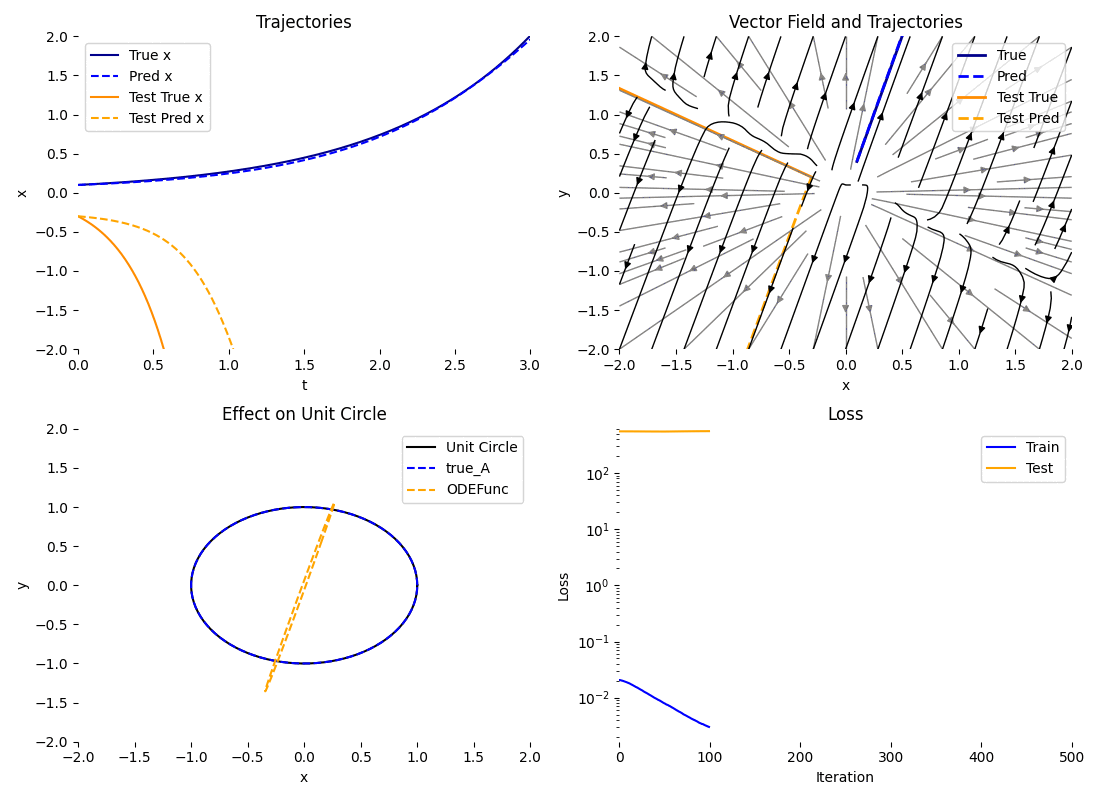 Trajectories
2.0
1.5
1.0
0.5
0.0
−0.5
−1.0
−1.5
−2.0
x
True x
Pred x
Test True x
Test Pred x
0.0 0.5 1.0 1.5 2.0 2.5 3.0
t
Vector Field and Trajectories
2.0
1.5
1.0
0.5
0.0
−0.5
−1.0
−1.5
−2.0
y
True
Pred
Test True
Test Pred
−2.0 −1.5 −1.0 −0.5 0.0 0.5 1.0 1.5 2.0
x
Effect on Unit Circle
2.0
1.5
1.0
0.5
0.0
−0.5
−1.0
−1.5
−2.0
y
Unit Circle
true_A
ODEFunc
−2.0 −1.5 −1.0 −0.5 0.0 0.5 1.0 1.5 2.0
x
Loss
10²
10¹
10⁰
10⁻¹
10⁻²
Loss
Train
Test
0 100 200 300 400 500
Iteration